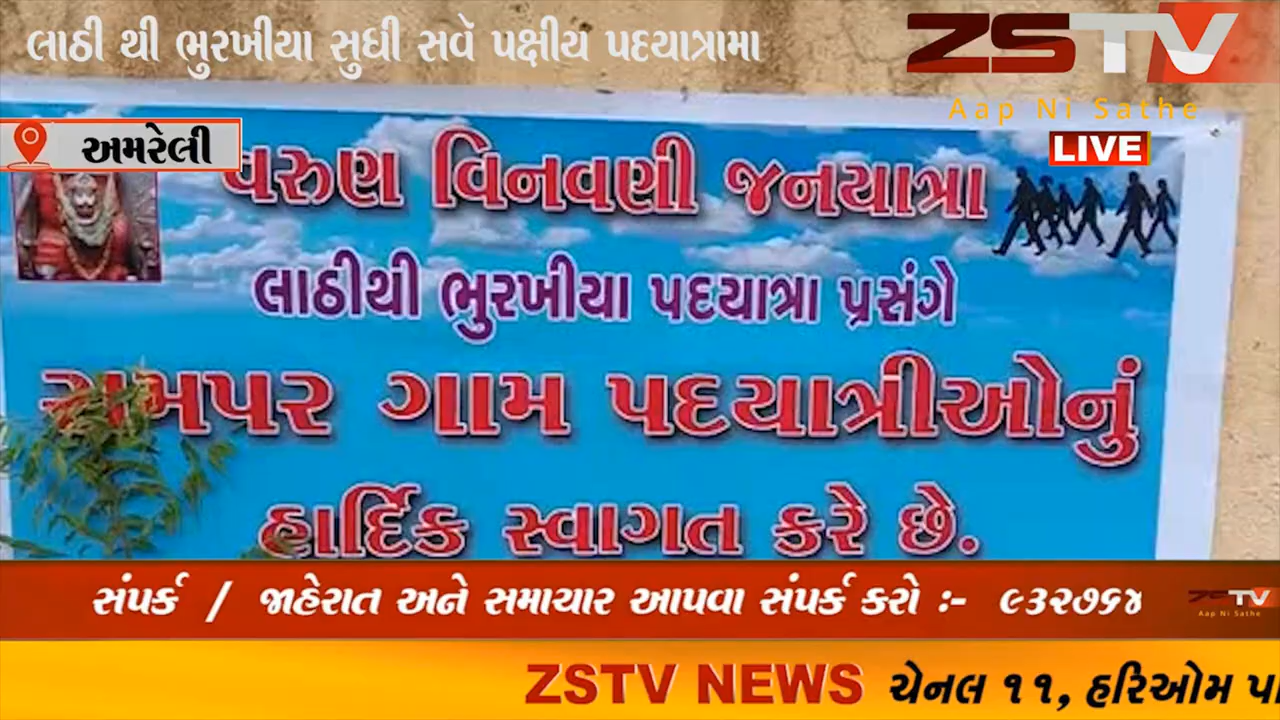 લાઠી થી ભુરખીયા સુધી સર્વે પક્ષીય પદયાત્રામા
ZSTV
Aap Ni Sathe
LIVE
અમરેલી
વરુણ વિનવણી જનયાત્રા
લાઠીથી ભુરખીયા પદયાત્રા પ્રસંગે
ગામ પદયાત્રીઓનું
હાર્દિક સ્વાગત કરે છે.
સંપર્ક / જાહેરાત અને સમાચાર આપવા સંપર્ક કરો :- ૯૩૨૭૬૪
ZSTV
Aap Ni Sathe
ZSTV NEWS ચેનલ ૧૧, હરિઓમ